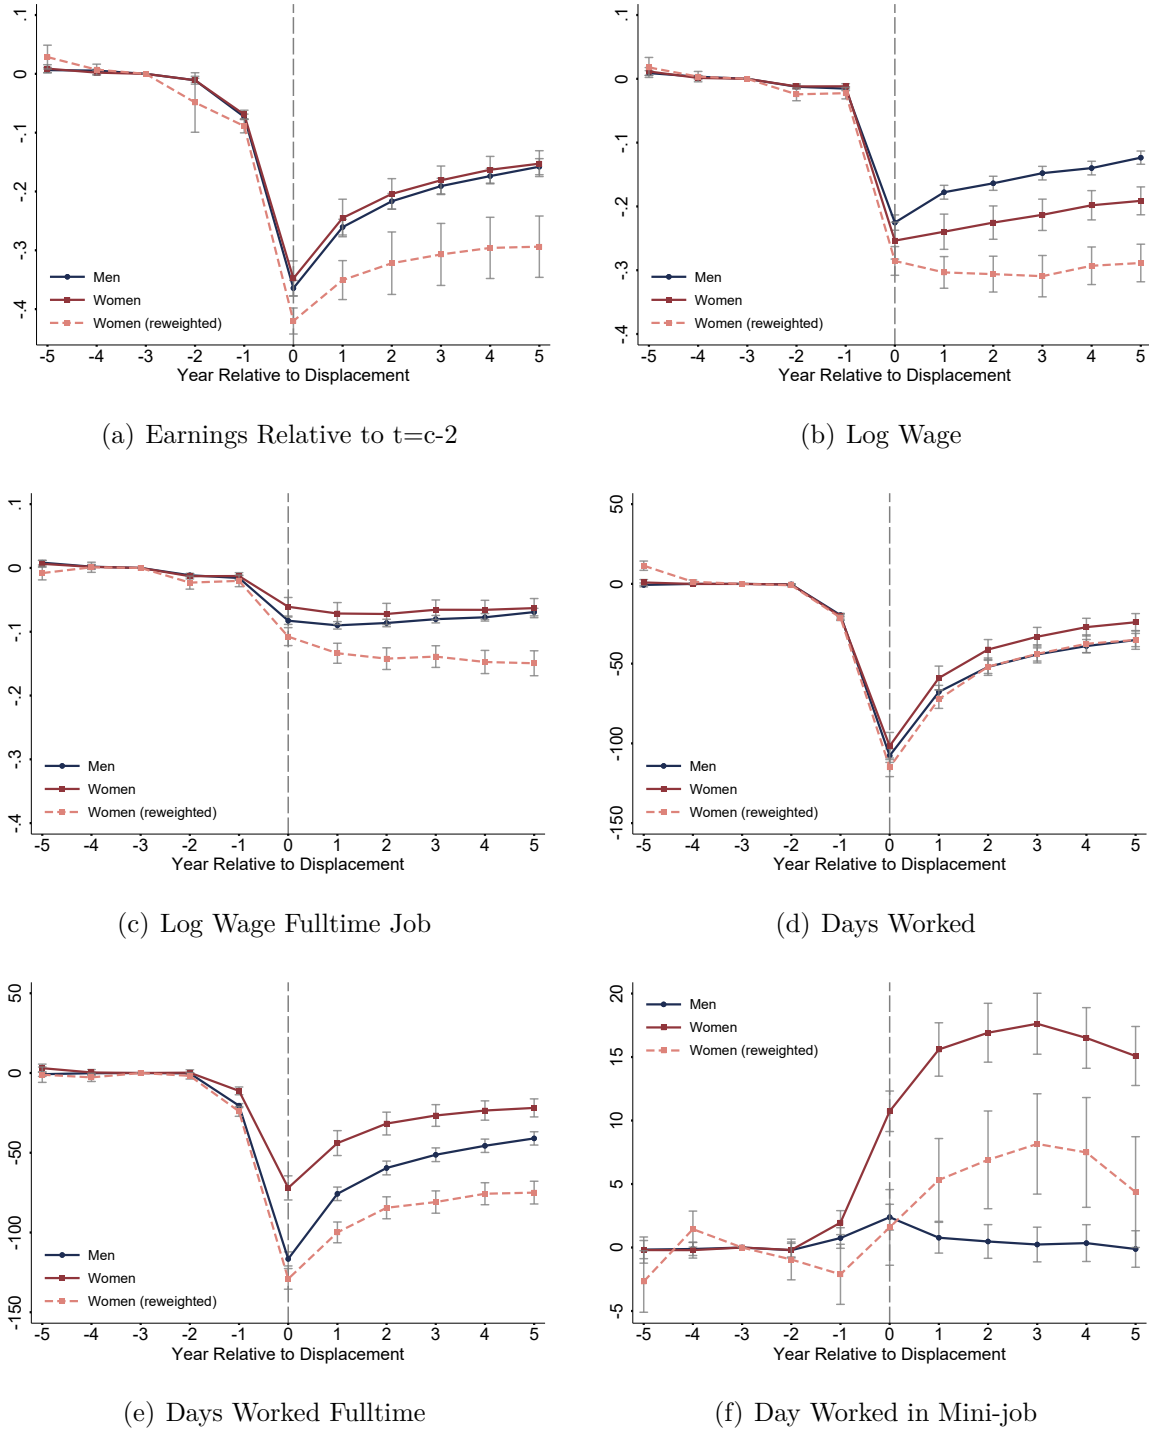 .1
0
-.1
-.2
-.3
-.4
Men
Women
Women (reweighted)
-5 -4 -3 -2 -1 0 1 2 3 4 5
Year Relative to Displacement
(a) Earnings Relative to t=c-2
.1
0
-.1
-.2
-.3
-.4
Men
Women
Women (reweighted)
-5 -4 -3 -2 -1 0 1 2 3 4 5
Year Relative to Displacement
(b) Log Wage
.1
0
-.1
-.2
-.3
-.4
Men
Women
Women (reweighted)
-5 -4 -3 -2 -1 0 1 2 3 4 5
Year Relative to Displacement
(c) Log Wage Fulltime Job
50
0
-50
-100
-150
Men
Women
Women (reweighted)
-5 -4 -3 -2 -1 0 1 2 3 4 5
Year Relative to Displacement
(d) Days Worked
50
0
-50
-100
-150
Men
Women
Women (reweighted)
-5 -4 -3 -2 -1 0 1 2 3 4 5
Year Relative to Displacement
(e) Days Worked Fulltime
20
15
10
5
0
-5
Men
Women
Women (reweighted)
-5 -4 -3 -2 -1 0 1 2 3 4 5
Year Relative to Displacement
(f) Day Worked in Mini-job